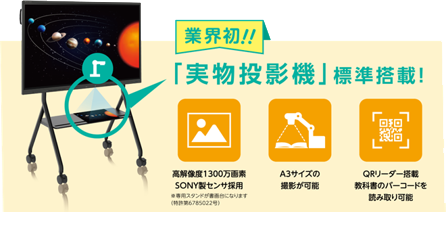 業界初!!
「実物投影機」標準搭載!
高解像度1300万画素
SONY製センサ採用
※専用スタンドが書画台になります
(特許第6785022号)
A3サイズの
撮影が可能
QRリーダー搭載
教科書のバーコードを
読み取り可能